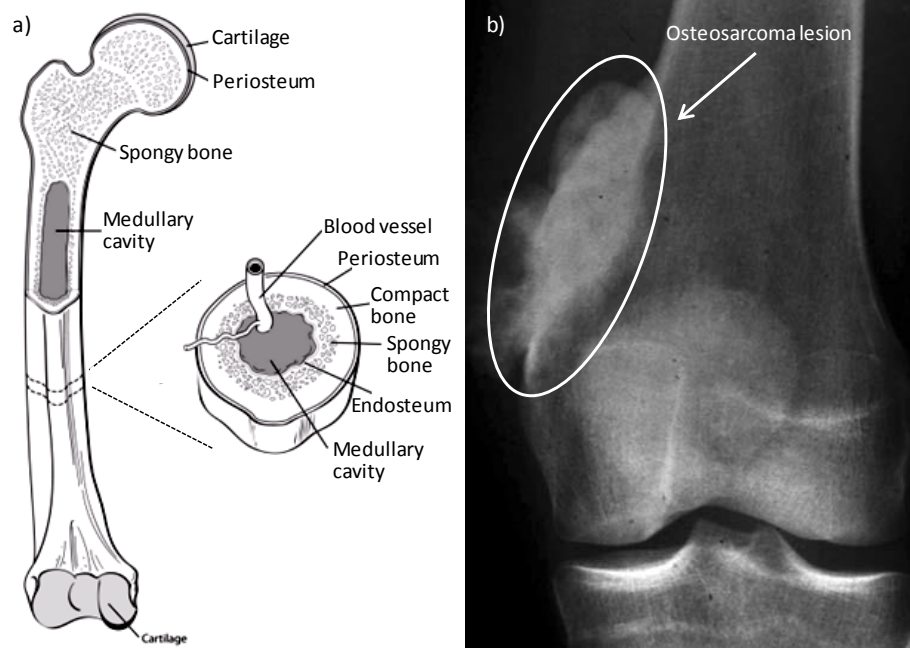 a)
Cartilage
Periosteum
Spongy bone
Medullary
cavity
Blood vessel
Periosteum
Compact
bone
Spongy
bone
Endosteum
Medullary
cavity
Cartilage
b)
Osteosarcoma lesion